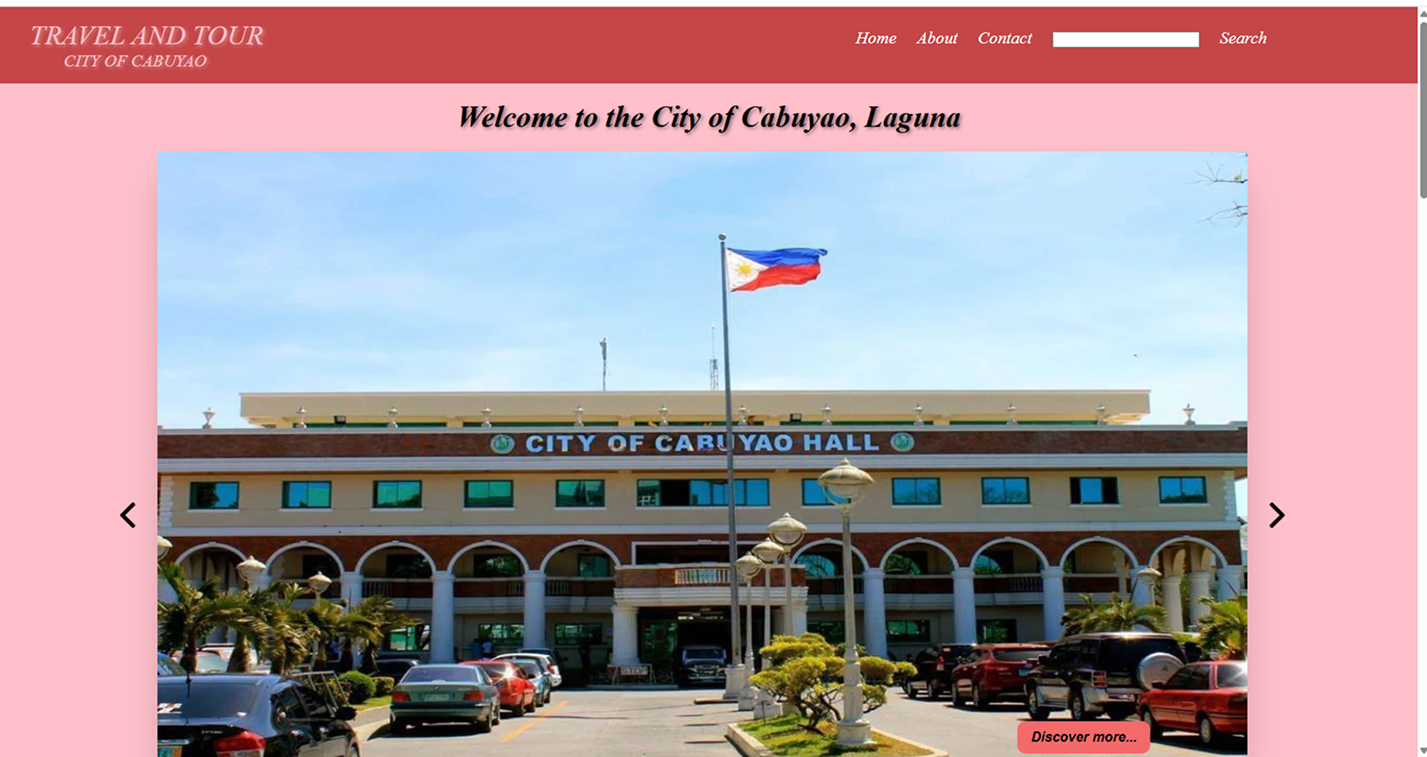 TRAVEL AND TOUR
CITY OF CABUYAO
Home About Contact Search
Welcome to the City of Cabuyao, Laguna
CITY OF CABUYAO HALL
STOP
Discover more...